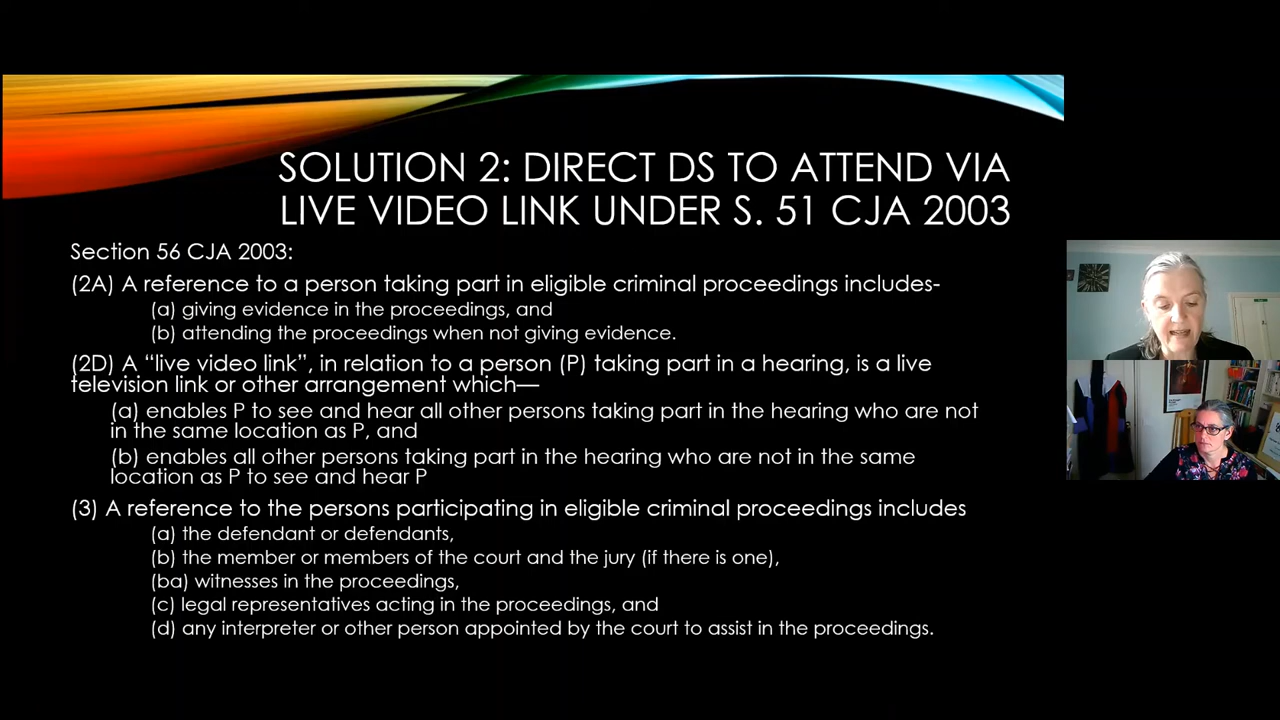 SOLUTION 2: DIRECT DS TO ATTEND VIA
LIVE VIDEO LINK UNDER S. 51 CJA 2003
Section 56 CJA 2003:
(2A) A reference to a person taking part in eligible criminal proceedings includes-
(a) giving evidence in the proceedings, and
(b) attending the proceedings when not giving evidence.
(2D) A “live video link”, in relation to a person (P) taking part in a hearing, is a live
television link or other arrangement which—
(a) enables P to see and hear all other persons taking part in the hearing who are not
in the same location as P, and
(b) enables all other persons taking part in the hearing who are not in the same
location as P to see and hear P
(3) A reference to the persons participating in eligible criminal proceedings includes
(a) the defendant or defendants,
(b) the member or members of the court and the jury (if there is one),
(ba) witnesses in the proceedings,
(c) legal representatives acting in the proceedings, and
(d) any interpreter or other person appointed by the court to assist in the proceedings.